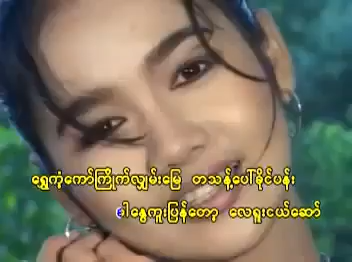 ရွှေကုံကော်ကြိုက်လျှမ်းမြေ တသန့်ပေါ်ခိုင်ပန်း
ဒါနွေကူးပြန်တော့ လေရူးငယ်ဆော်